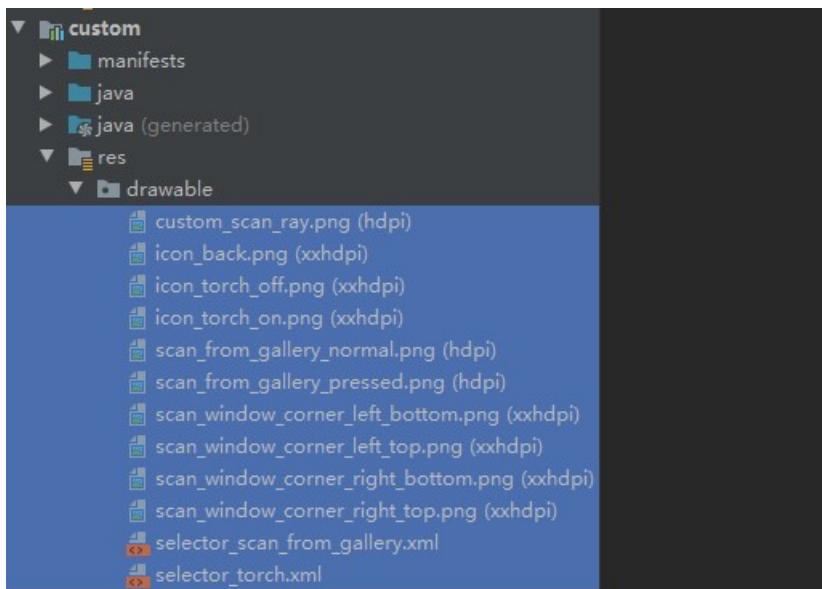 custom
manifests
java
java (generated)
res
drawable
custom_scan_ray.png (hdpi)
icon_back.png (xxhdpi)
icon_torch_off.png (xxhdpi)
icon_torch_on.png (xxhdpi)
scan_from_gallery_normal.png (hdpi)
scan_from_gallery_pressed.png (hdpi)
scan_window_corner_left_bottom.png (xxhdpi)
scan_window_corner_left_top.png (xxhdpi)
scan_window_corner_right_bottom.png (xxhdpi)
scan_window_corner_right_top.png (xxhdpi)
selector_scan_from_gallery.xml
selector_torch.xml